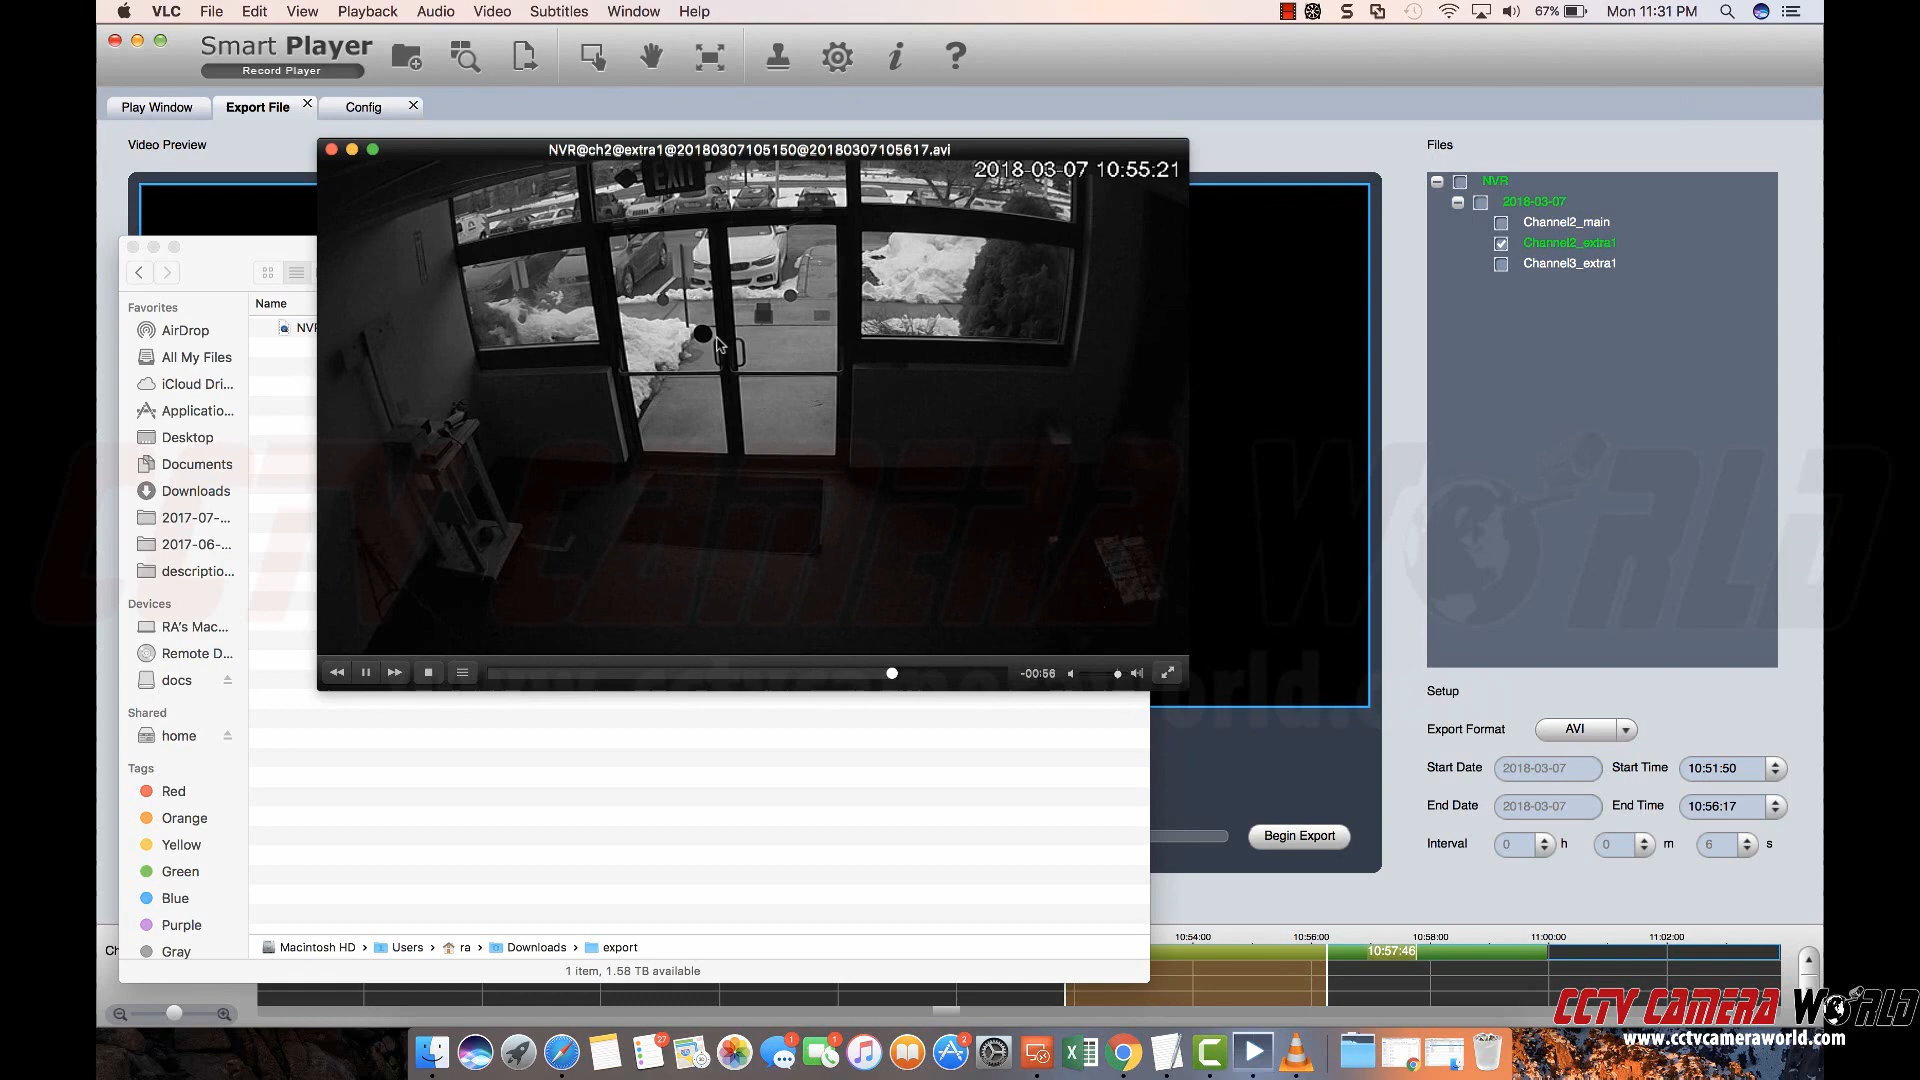 VLC File Edit View Playback Audio Video Subtitles Window Help
67% Mon 11:31 PM
Smart Player
Record Player
Play Window Export File Config
Video Preview
Files
NVR@ch2@extra1@20180307105150@20180307105617.avi
2018-03-07 10:55:21
EXIT
NVR
2018-03-07
Channel2_main
Channel2_extra1
Channel3_extra1
Name
Favorites
AirDrop
All My Files
iCloud Dri...
Applicatio...
Desktop
Documents
Downloads
2017-07-...
2017-06-...
descriptio...
Devices
RA's Mac...
Remote D...
docs
Shared
home
Tags
Red
Orange
Yellow
Green
Blue
Purple
Gray
-00:56
Setup
Export Format AVI
Start Date 2018-03-07 Start Time 10:51:50
End Date 2018-03-07 End Time 10:56:17
Interval 0 h 0 m 6 s
Begin Export
Macintosh HD › Users › ra › Downloads › export
1 item, 1.58 TB available
10:54:00 10:56:00 10:58:00 11:00:00 11:02:00
10:57:46
CCTV CAMERA WORLD
www.cctvcameraworld.com